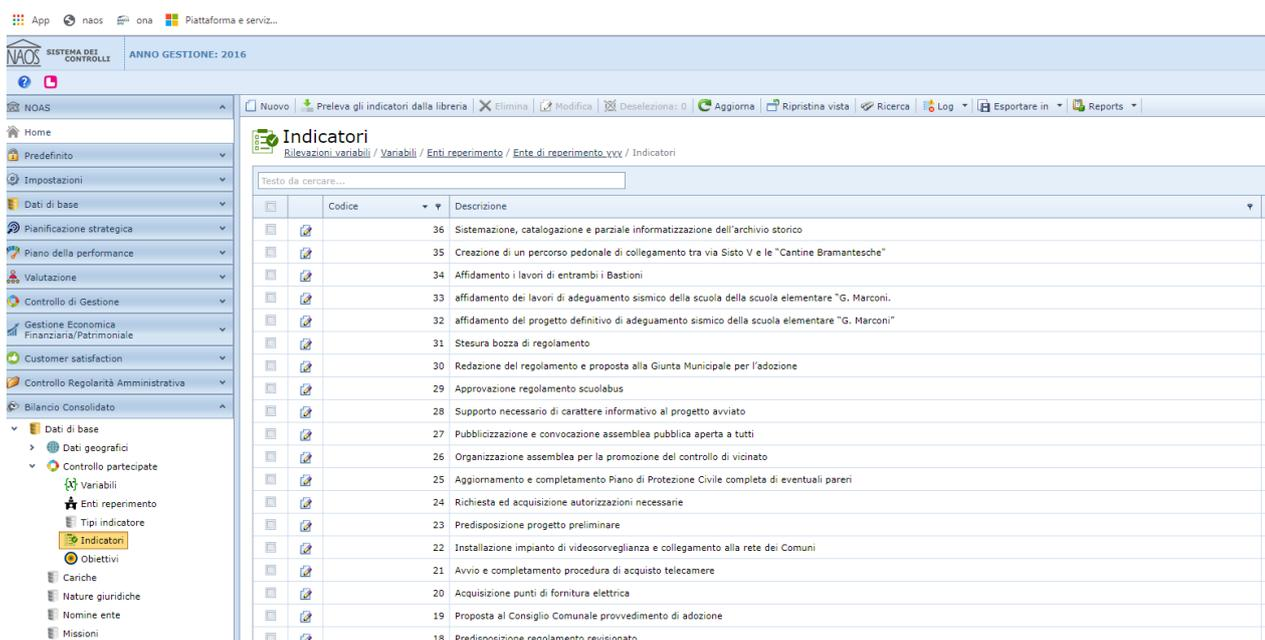 App naos ona Piattaforma e serviz...
NAOS SISTEMA DEI CONTROLLI ANNO GESTIONE: 2016
NOAS
Home
Predefinito
Impostazioni
Dati di base
Pianificazione strategica
Piano della performance
Valutazione
Controllo di Gestione
Gestione Economica
Finanziaria/Patrimoniale
Customer satisfaction
Controllo Regolarità Amministrativa
Bilancio Consolidato
Dati di base
Dati geografici
Controllo partecipate
Variabili
Enti reperimento
Tipi indicatore
Indicatori
Obiettivi
Cariche
Nature giuridiche
Nomine ente
Missioni
Nuovo Preleva gli indicatori dalla libreria Elimina Modifica Deseleziona: 0 Aggiorna Ripristina vista Ricerca Log Esportare in Reports
Indicatori
Rilevazioni variabili / Variabili / Enti reperimento / Ente di reperimento yyy / Indicatori
Testo da cercare...
Codice Descrizione
36 Sistemazione, catalogazione e parziale informatizzazione dell'archivio storico
35 Creazione di un percorso pedonale di collegamento tra via Sisto V e le "Cantine Bramantesche"
34 Affidamento i lavori di entrambi i Bastioni
33 affidamento dei lavori di adeguamento sismico della scuola della scuola elementare "G. Marconi.
32 affidamento del progetto definitivo di adeguamento sismico della scuola elementare "G. Marconi"
31 Stesura bozza di regolamento
30 Redazione del regolamento e proposta alla Giunta Municipale per l'adozione
29 Approvazione regolamento scuolabus
28 Supporto necessario di carattere informativo al progetto avviato
27 Pubblicizzazione e convocazione assemblea pubblica aperta a tutti
26 Organizzazione assemblea per la promozione del controllo di vicinato
25 Aggiornamento e completamento Piano di Protezione Civile completa di eventuali pareri
24 Richiesta ed acquisizione autorizzazioni necessarie
23 Predisposizione progetto preliminare
22 Installazione impianto di videosorveglianza e collegamento alla rete dei Comuni
21 Avvio e completamento procedura di acquisto telecamere
20 Acquisizione punti di fornitura elettrica
19 Proposta al Consiglio Comunale provvedimento di adozione
18 Predisposizione regolamento revisionato